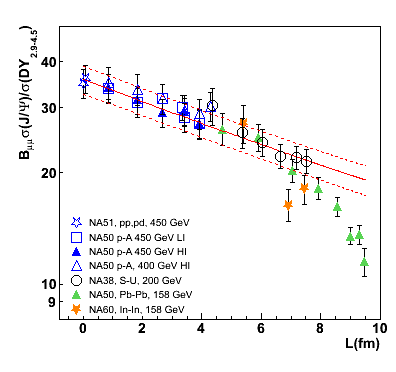 B_μμ σ(J/Ψ)/σ(DY_2.9-4.5)
40
30
20
10
9
NA51, pp,pd, 450 GeV
NA50 p-A 450 GeV LI
NA50 p-A 450 GeV HI
NA50 p-A, 400 GeV HI
NA38, S-U, 200 GeV
NA50, Pb-Pb, 158 GeV
NA60, In-In, 158 GeV
0 2 4 6 8 10
L(fm)